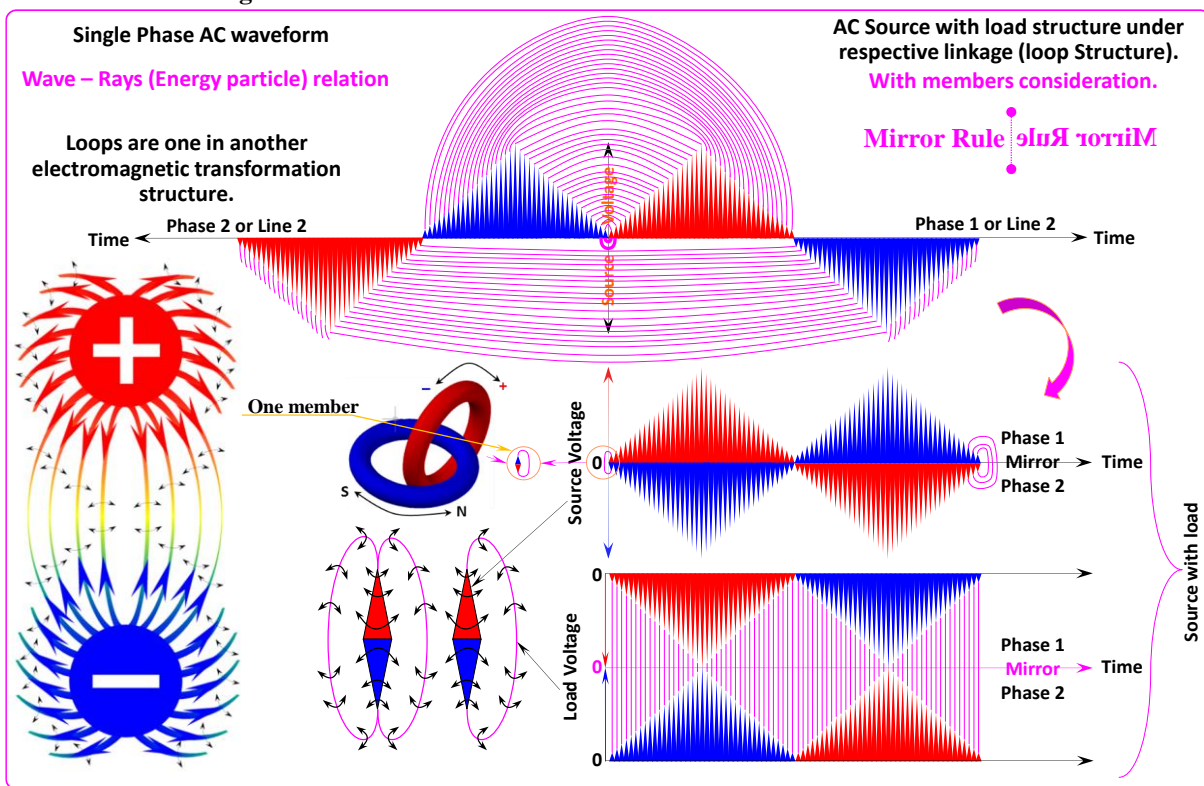 Single Phase AC waveform
Wave – Rays (Energy particle) relation
Loops are one in another
electromagnetic transformation
structure.
AC Source with load structure under
respective linkage (loop Structure).
With members consideration.
Mirror Rule Mirror Rule
Voltage
Source
Phase 2 or Line 2
Time
Phase 1 or Line 2
Time
+
−
One member
−
+
S
N
Source Voltage
0
Phase 1
Mirror
Phase 2
Time
Load Voltage
0
0
0
Phase 1
Mirror
Phase 2
Time
Source with load